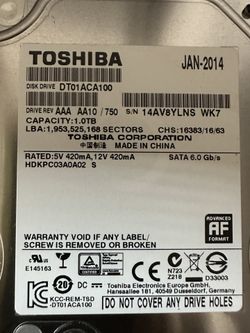 TOSHIBA JAN-2014
DISK DRIVE DT01ACA100
DRIVE REV AAA AA10 / 750 S/N 14AV8YLNS WK7
CAPACITY:1.0TB
LBA:1,953,525,168 SECTORS CHS:16383/16/63
TOSHIBA CORPORATION
中国制造 MADE IN CHINA
RATED:5V 420mA,12V 420mA SATA 6.0 Gb/s
HDKPC03A0A02 S
ADVANCED
AF
FORMAT
WARRANTY VOID IF ANY LABEL OR
SCREW IS REMOVED OR BROKEN
E145163
20
N723
Z218
D33003
KCC-REM-TSD
-DT01ACA100
Toshiba Electronics Europe GmbH,
Hansaallee 181, 40549 Düsseldorf, Germany
DO NOT COVER ANY DRIVE HOLES